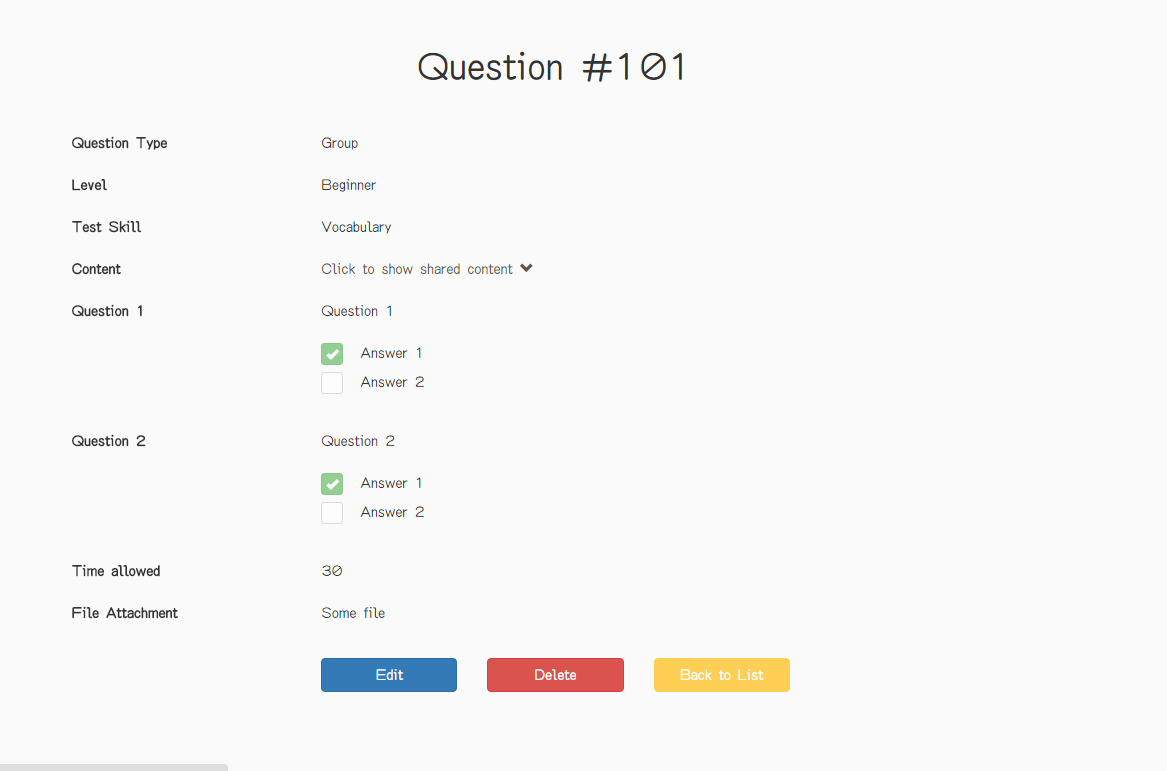 Question #101
Question Type Group
Level Beginner
Test Skill Vocabulary
Content Click to show shared content
Question 1 Question 1
Answer 1
Answer 2
Question 2 Question 2
Answer 1
Answer 2
Time allowed 30
File Attachment Some file
Edit Delete Back to List